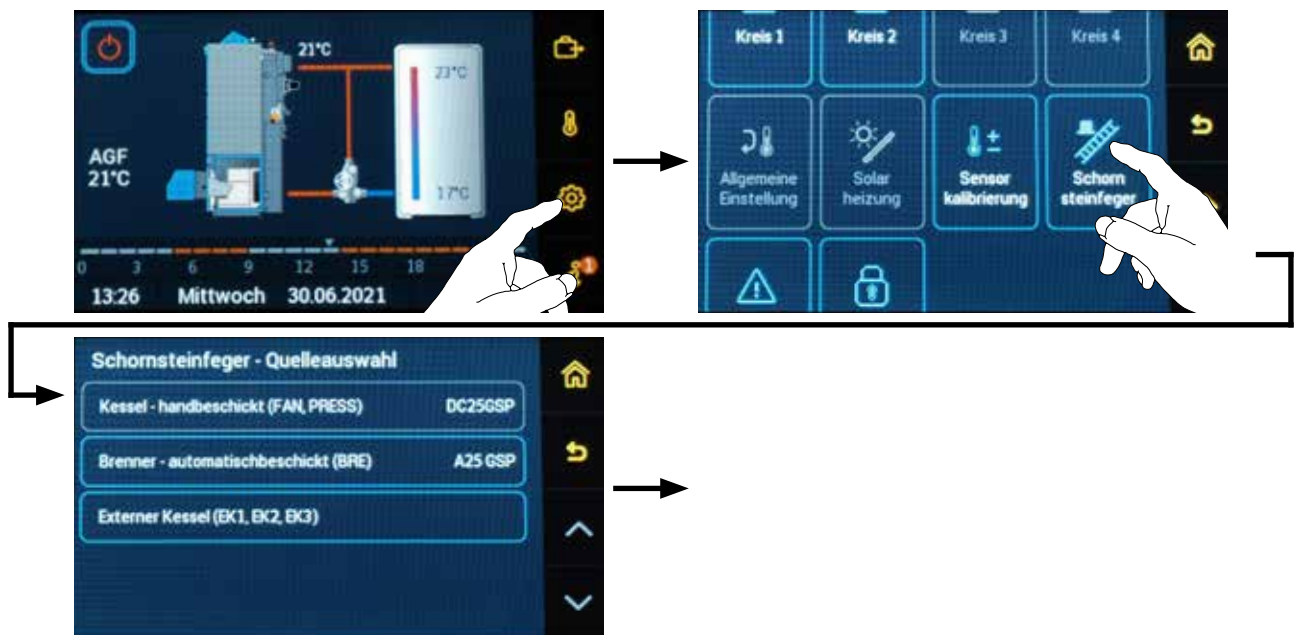 21°C
23°C
AGF
21°C
17°C
0 3 6 9 12 15 18
1
13:26 Mittwoch 30.06.2021
Kreis 1 Kreis 2 Kreis 3 Kreis 4
Allgemeine Einstellung
Solar heizung
Sensor kalibrierung
Schorn steinfeger
Schornsteinfeger - Quelleauswahl
Kessel - handbeschickt (FAN, PRESS) DC25GSP
Brenner - automatischbeschickt (BRE) A25 GSP
Externer Kessel (EK1, EK2, EK3)